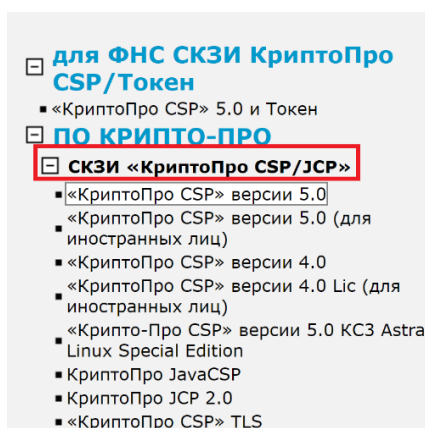 для ФНС СКЗИ КриптоПро
CSP/Токен
«КриптоПро CSP» 5.0 и Токен
ПО КРИПТО-ПРО
СКЗИ «КриптоПро CSP/JCP»
«КриптоПро CSP» версии 5.0
«КриптоПро CSP» версии 5.0 (для
иностранных лиц)
«КриптоПро CSP» версии 4.0
«КриптоПро CSP» версии 4.0 Lic (для
иностранных лиц)
«Крипто-Про CSP» версии 5.0 КС3 Astra
Linux Special Edition
КриптоПро JavaCSP
КриптоПро JCP 2.0
«КриптоПро CSP» TLS